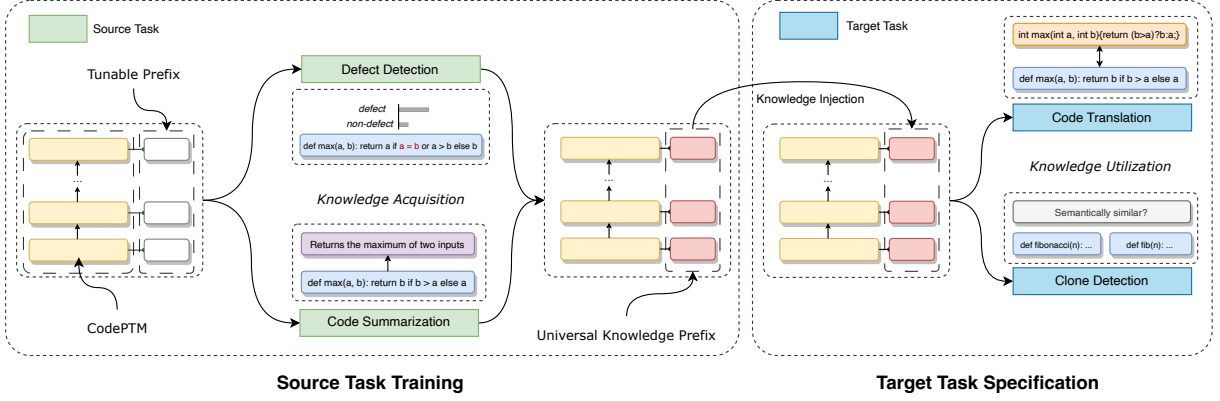 Source Task
Tunable Prefix
...
CodePTM
Defect Detection
defect
non-defect
def max(a, b): return a if a = b or a > b else b
Knowledge Acquisition
Returns the maximum of two inputs
def max(a, b): return b if b > a else a
Code Summarization
...
Universal Knowledge Prefix
Source Task Training
Target Task
Knowledge Injection
...
int max(int a, int b){return (b>a)?b:a;}
def max(a, b): return b if b > a else a
Code Translation
Knowledge Utilization
Semantically similar?
def fibonacci(n): ...
def fib(n): ...
Clone Detection
Target Task Specification